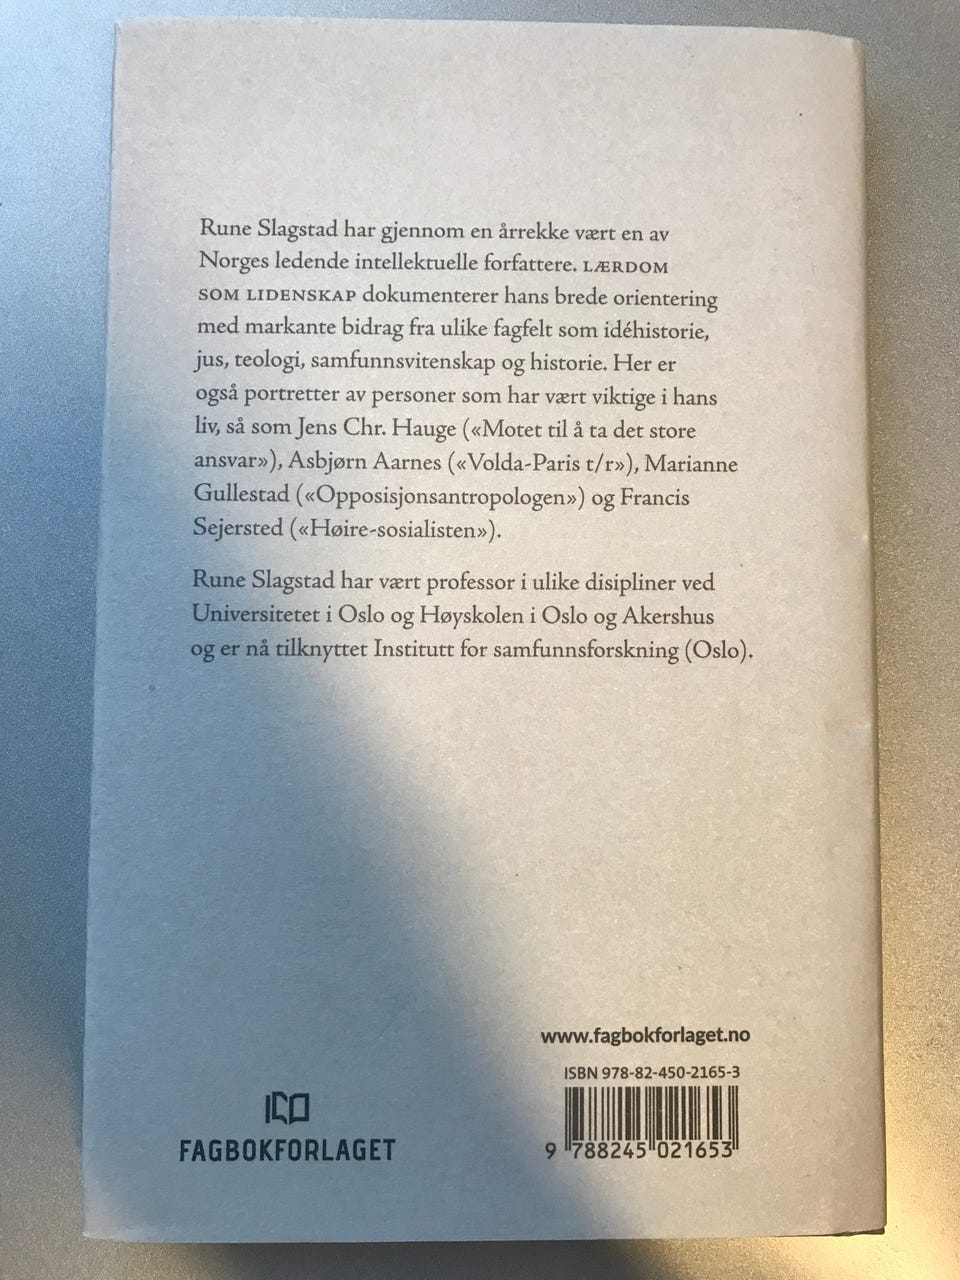 Rune Slagstad har gjennom en årrekke vært en av
Norges ledende intellektuelle forfattere. LÆRDOM
SOM LIDENSKAP dokumenterer hans brede orientering
med markante bidrag fra ulike fagfelt som idéhistorie,
jus, teologi, samfunnsvitenskap og historie. Her er
også portretter av personer som har vært viktige i hans
liv, så som Jens Chr. Hauge («Motet til å ta det store
ansvar»), Asbjørn Aarnes («Volda-Paris t/r»), Marianne
Gullestad («Opposisjonsantropologen») og Francis
Sejersted («Høire-sosialisten»).
Rune Slagstad har vært professor i ulike disipliner ved
Universitetet i Oslo og Høyskolen i Oslo og Akershus
og er nå tilknyttet Institutt for samfunnsforskning (Oslo).
www.fagbokforlaget.no
ISBN 978-82-450-2165-3
9 788245 021653
FAGBOKFORLAGET